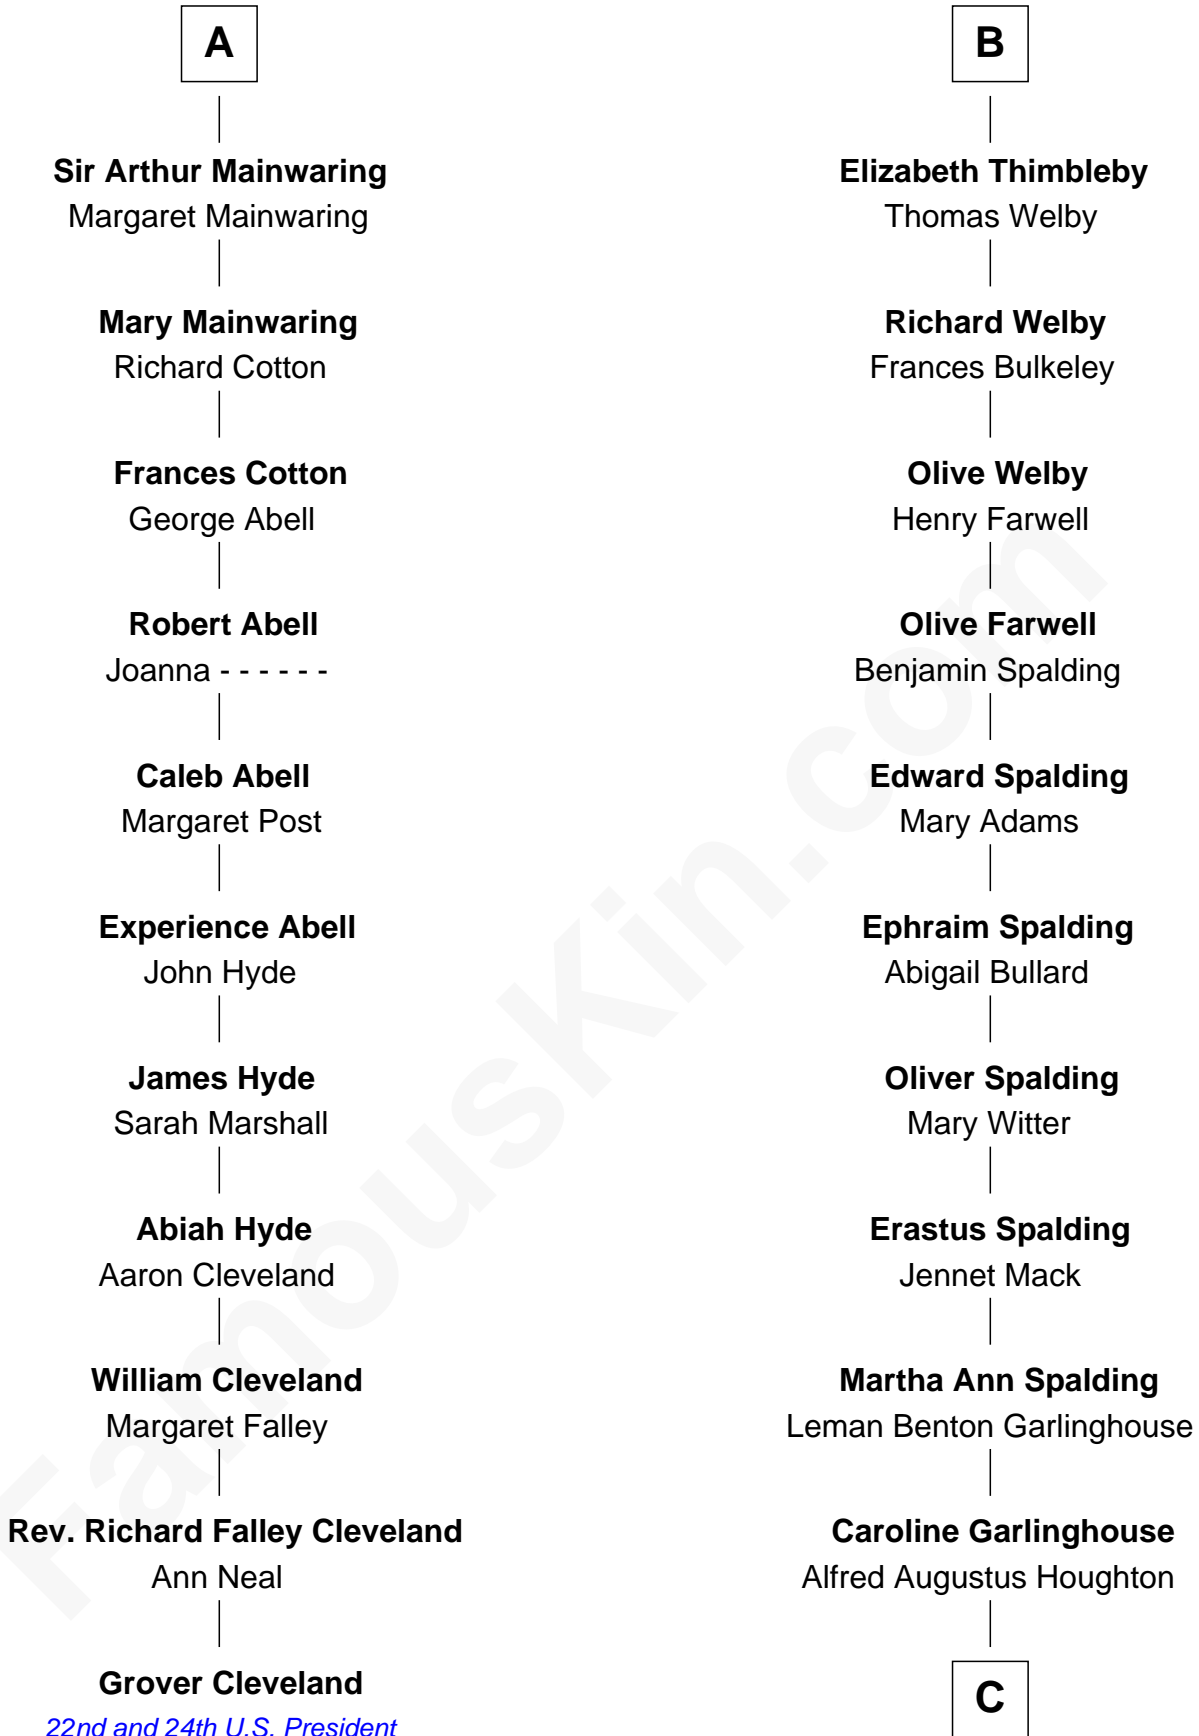 A
Sir Arthur Mainwaring
Margaret Mainwaring
Mary Mainwaring
Richard Cotton
Frances Cotton
George Abell
Robert Abell
Joanna - - - - - -
Caleb Abell
Margaret Post
Experience Abell
John Hyde
James Hyde
Sarah Marshall
Abiah Hyde
Aaron Cleveland
William Cleveland
Margaret Falley
Rev. Richard Falley Cleveland
Ann Neal
Grover Cleveland
22nd and 24th U.S. President
B
Elizabeth Thimbleby
Thomas Welby
Richard Welby
Frances Bulkeley
Olive Welby
Henry Farwell
Olive Farwell
Benjamin Spalding
Edward Spalding
Mary Adams
Ephraim Spalding
Abigail Bullard
Oliver Spalding
Mary Witter
Erastus Spalding
Jennet Mack
Martha Ann Spalding
Leman Benton Garlinghouse
Caroline Garlinghouse
Alfred Augustus Houghton
C
FamousKin.com